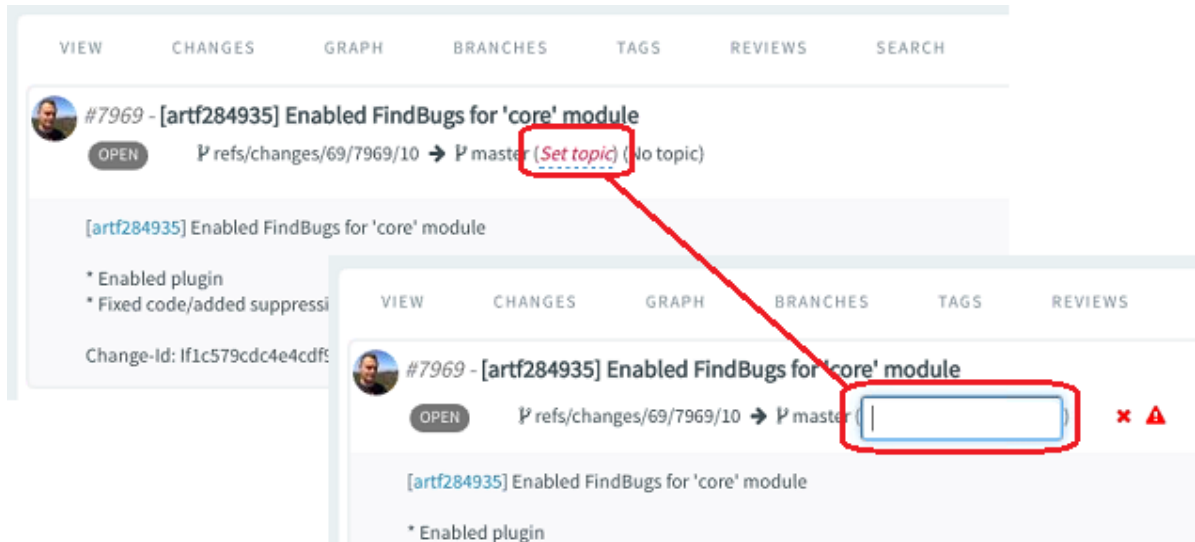 VIEW CHANGES GRAPH BRANCHES TAGS REVIEWS SEARCH
#7969 - [artf284935] Enabled FindBugs for 'core' module
OPEN refs/changes/69/7969/10 → master (Set topic) (No topic)
[artf284935] Enabled FindBugs for 'core' module
* Enabled plugin
* Fixed code/added suppressi
Change-Id: If1c579cdc4e4cdf9
VIEW CHANGES GRAPH BRANCHES TAGS REVIEWS
#7969 - [artf284935] Enabled FindBugs for 'core' module
OPEN refs/changes/69/7969/10 → master ( )
[artf284935] Enabled FindBugs for 'core' module
* Enabled plugin